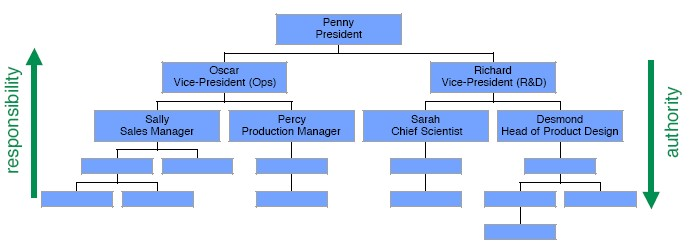 Penny
President
responsibility
Oscar
Vice-President (Ops)
Richard
Vice-President (R&D)
authority
Sally
Sales Manager
Percy
Production Manager
Sarah
Chief Scientist
Desmond
Head of Product Design